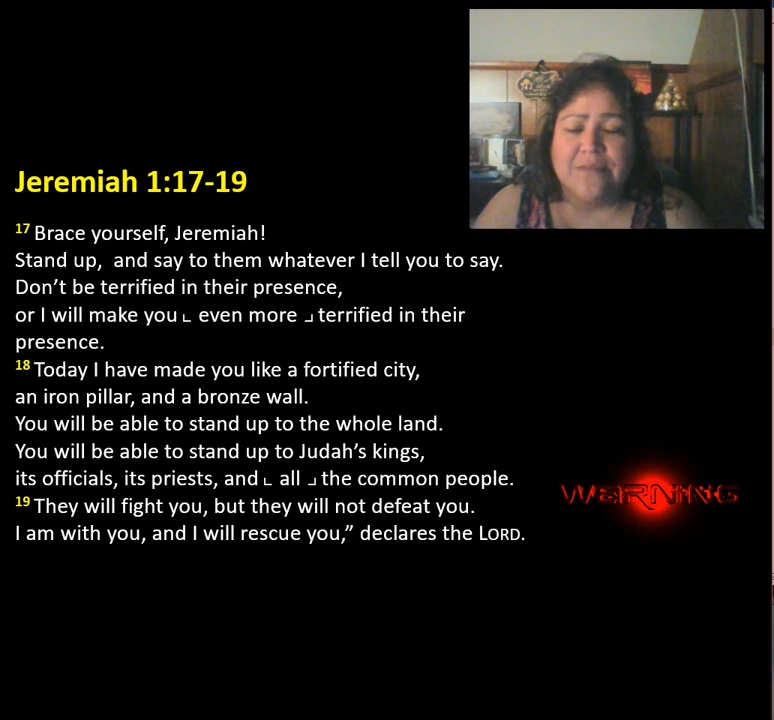 Jeremiah 1:17-19
17 Brace yourself, Jeremiah!
Stand up,  and say to them whatever I tell you to say.
Don’t be terrified in their presence,
or I will make you ⌞ even more ⌟ terrified in their
presence.
18 Today I have made you like a fortified city,
an iron pillar, and a bronze wall.
You will be able to stand up to the whole land.
You will be able to stand up to Judah’s kings,
its officials, its priests, and ⌞ all ⌟ the common people.
WARNING
19 They will fight you, but they will not defeat you.
I am with you, and I will rescue you,” declares the LORD.